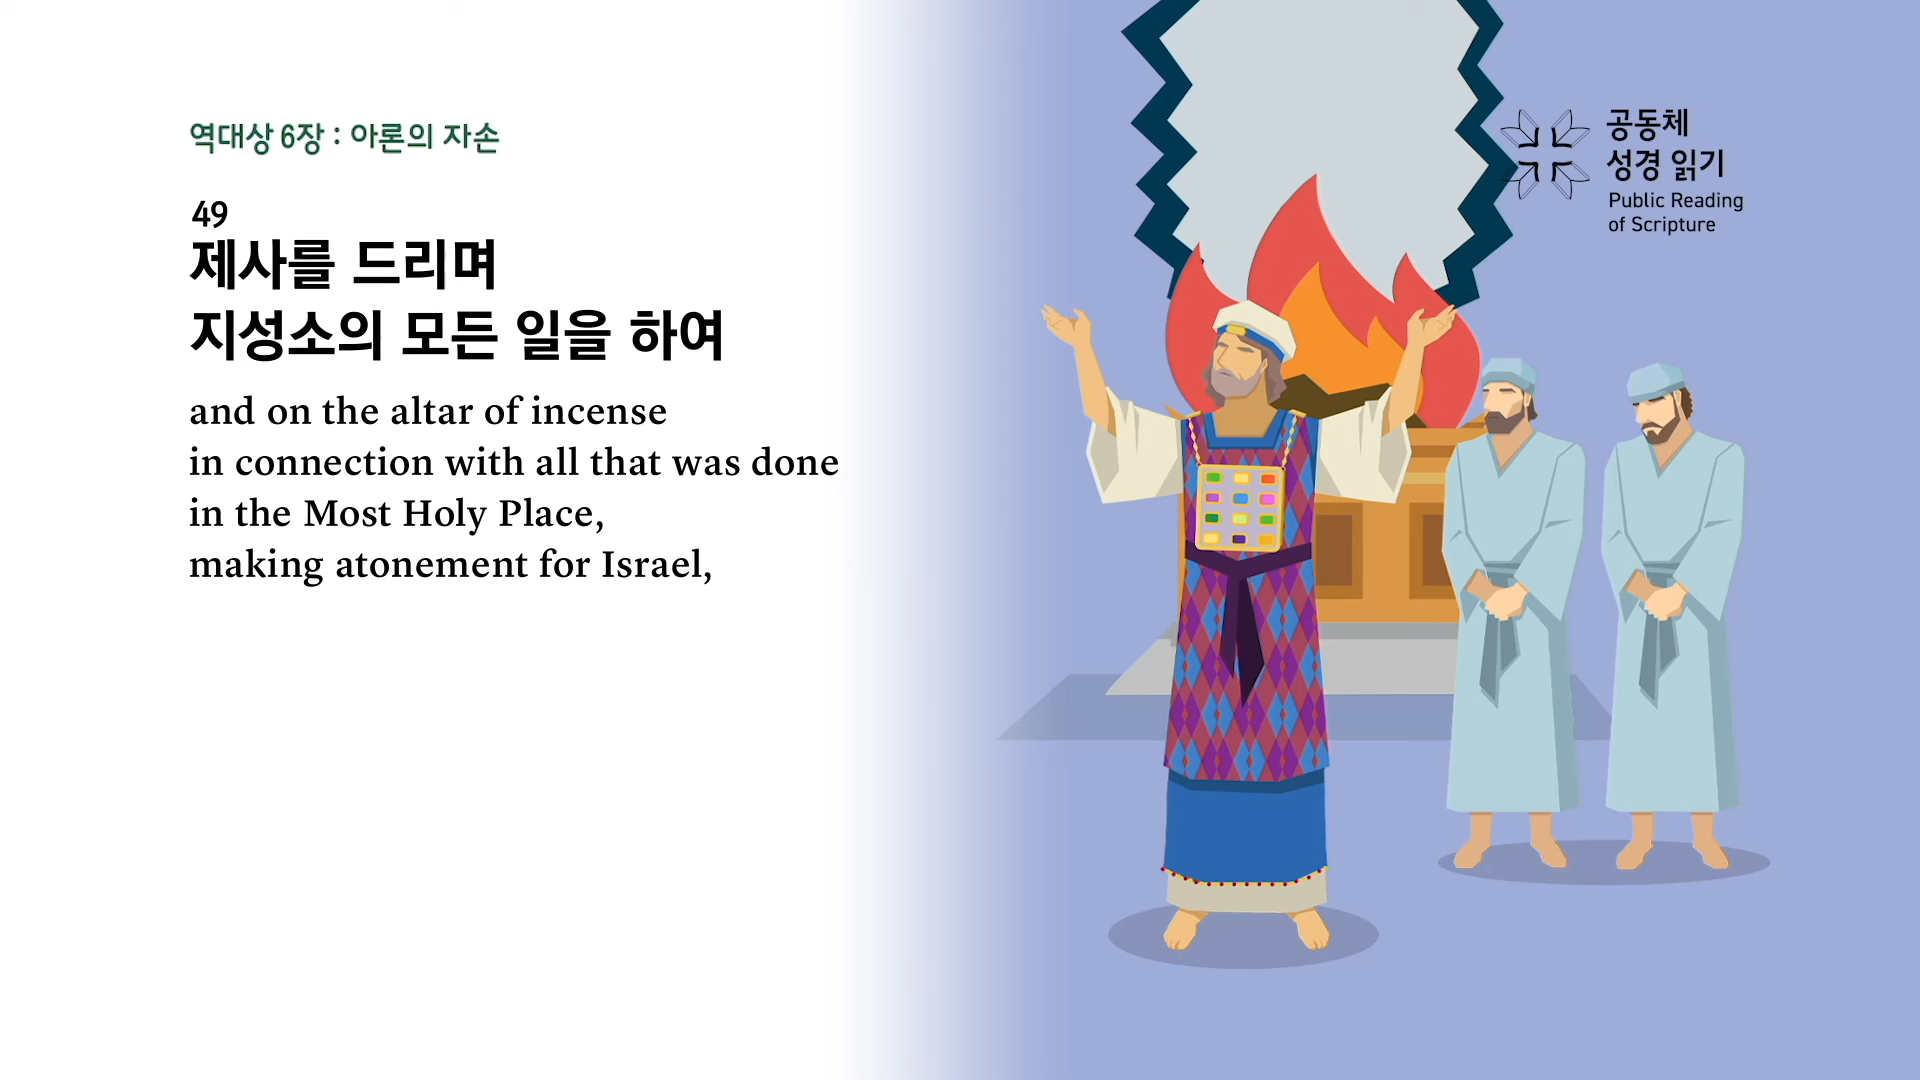 역대상 6장 : 아론의 자손
49
제사를 드리며
지성소의 모든 일을 하여
and on the altar of incense
in connection with all that was done
in the Most Holy Place,
making atonement for Israel,
공동체
성경 읽기
Public Reading
of Scripture